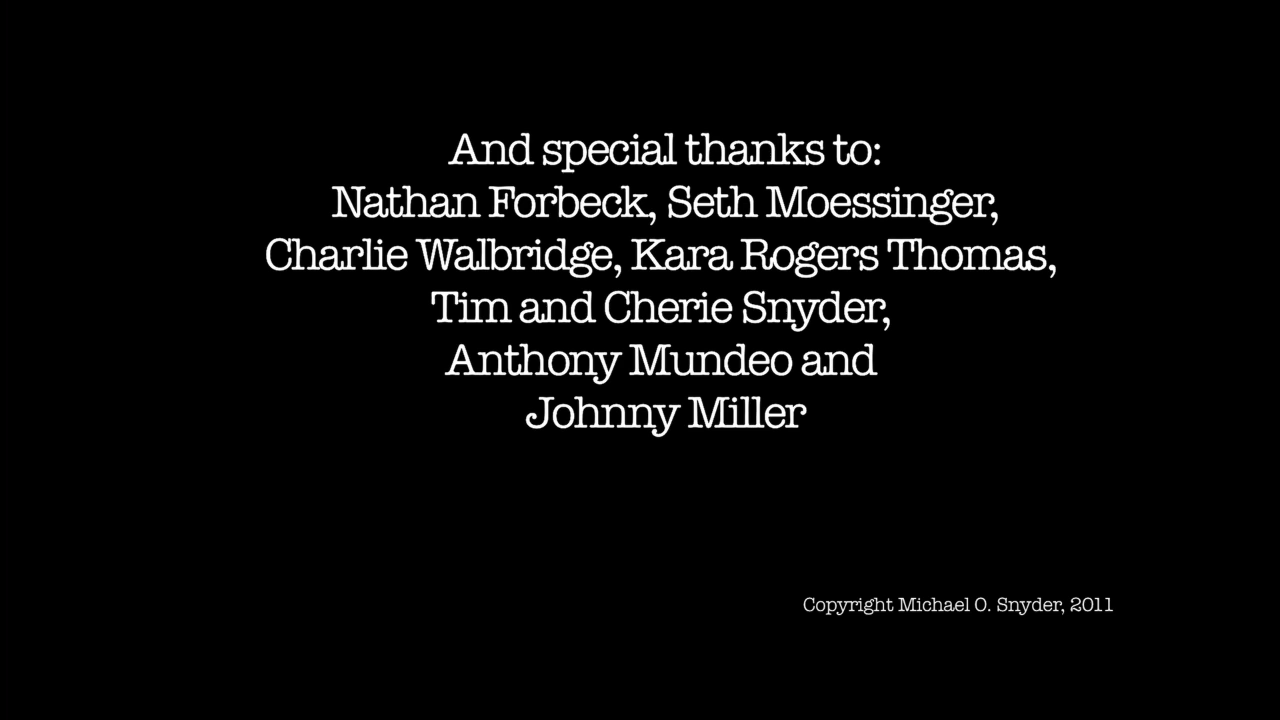 And special thanks to:
Nathan Forbeck, Seth Moessinger,
Charlie Walbridge, Kara Rogers Thomas,
Tim and Cherie Snyder,
Anthony Mundeo and
Johnny Miller
Copyright Michael O. Snyder, 2011